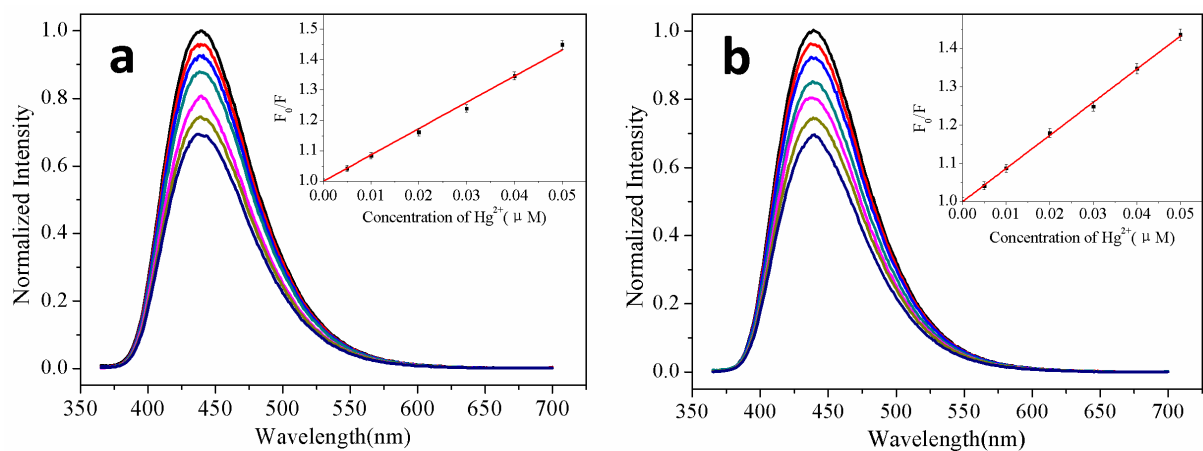 a
Normalized Intensity
1.0
0.8
0.6
0.4
0.2
0.0
350 400 450 500 550 600 650 700
Wavelength(nm)
F₀/F
1.5
1.4
1.3
1.2
1.1
1.0
0.00 0.01 0.02 0.03 0.04 0.05
Concentration of Hg²⁺(μM)
b
Normalized Intensity
1.0
0.8
0.6
0.4
0.2
0.0
350 400 450 500 550 600 650 700
Wavelength(nm)
F₀/F
1.4
1.3
1.2
1.1
1.0
0.00 0.01 0.02 0.03 0.04 0.05
Concentration of Hg²⁺(μM)